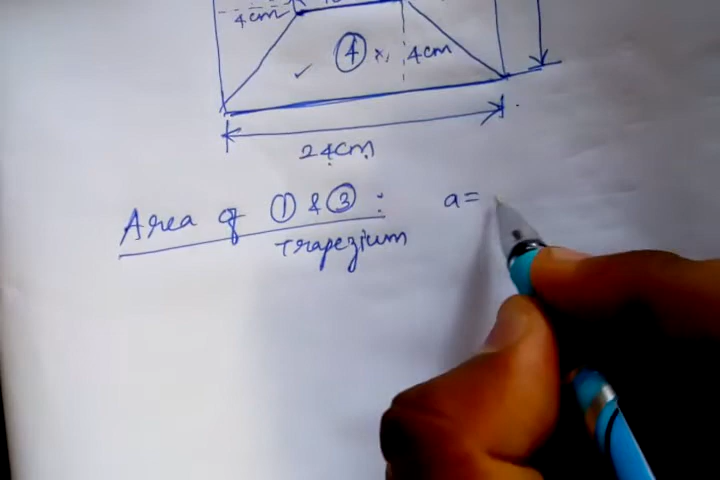 4cm
4 x, 4cm
24cm
Area of 1 & 3 : a=
Trapezium